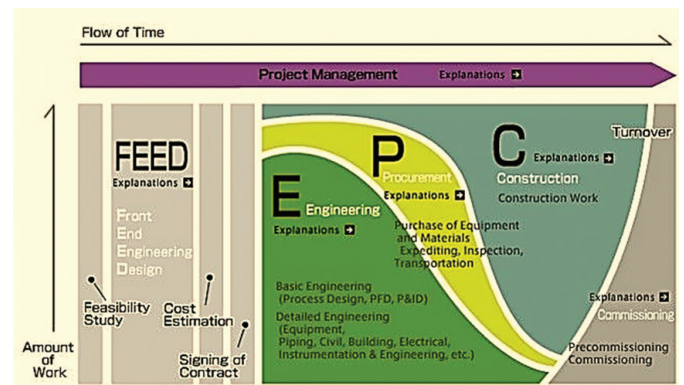 Flow of Time
Project Management Explanations
Turnover
FEED
Explanations
Front
End
Engineering
Design
Feasibility
Study
Cost
Estimation
Signing of
Contract
E Engineering
Explanations
Basic Engineering
(Process Design, PFD, P&ID)
Detailed Engineering
(Equipment,
Piping, Civil, Building, Electrical,
Instrumentation & Engineering, etc.)
P
Procurement
Explanations
Purchase of Equipment
and Materials
Expediting, Inspection,
Transportation
C Explanations
Construction
Construction Work
Explanations
Commissioning
Precommissioning
Commissioning
Amount
of Work